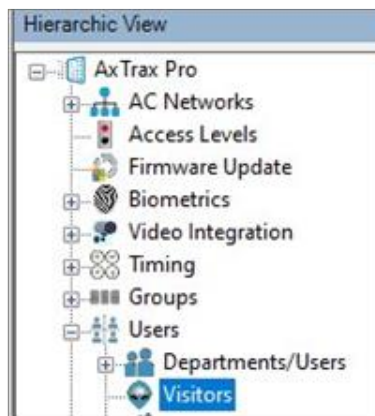 Hierarchic View
AxTrax Pro
AC Networks
Access Levels
Firmware Update
Biometrics
Video Integration
Timing
Groups
Users
Departments/Users
Visitors